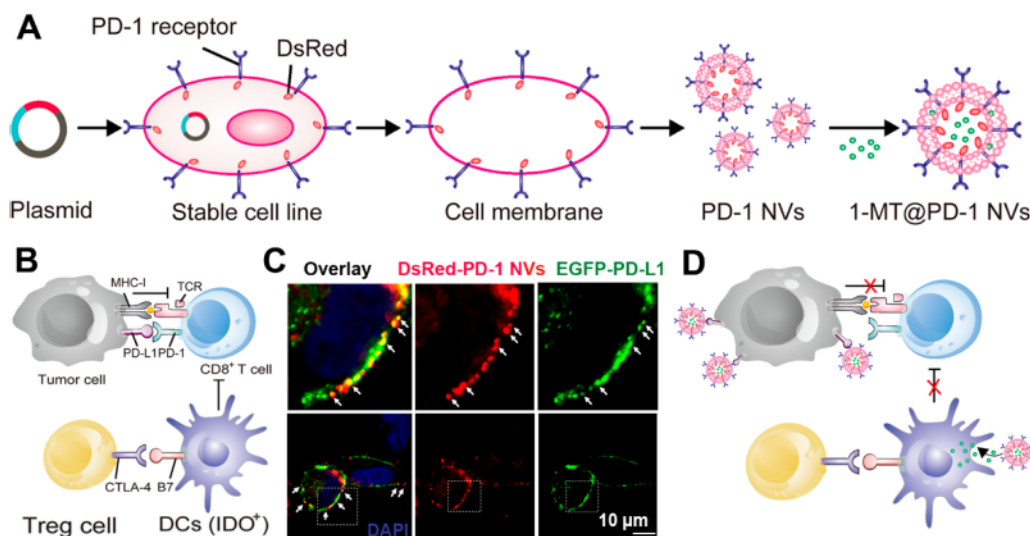 A
PD-1 receptor
DsRed
Plasmid
Stable cell line
Cell membrane
PD-1 NVs
1-MT@PD-1 NVs
B
MHC-I
TCR
PD-L1
PD-1
Tumor cell
CD8⁺ T cell
CTLA-4
B7
Treg cell
DCs (IDO⁺)
C
Overlay
DsRed-PD-1 NVs
EGFP-PD-L1
DAPI
10 µm
D